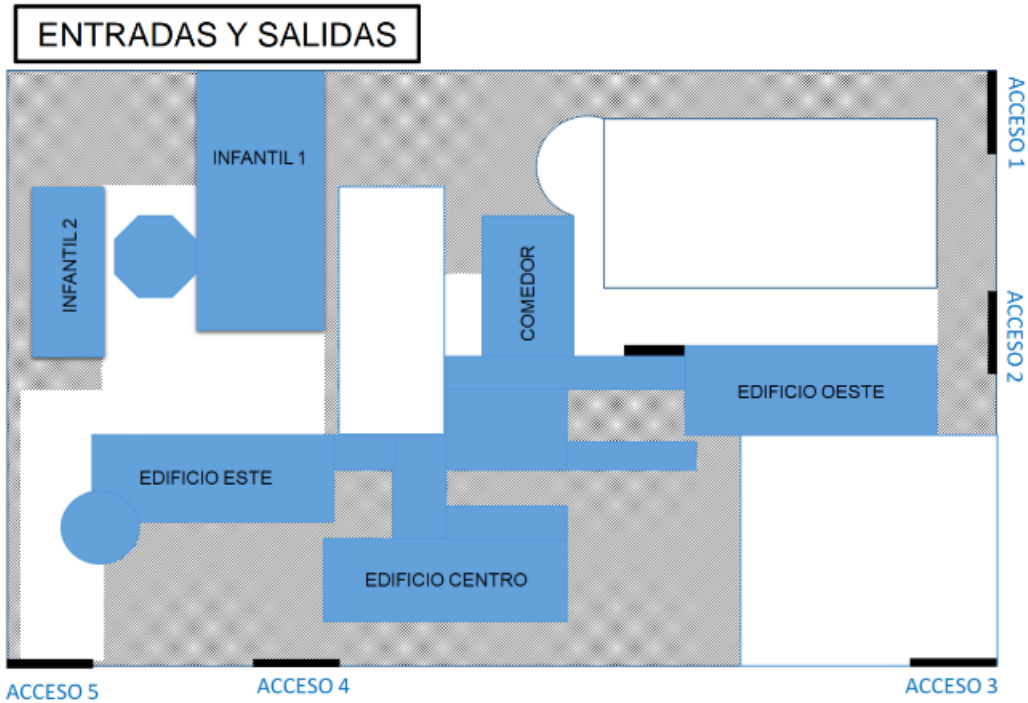 ENTRADAS Y SALIDAS
ACCESO 1
INFANTIL 1
INFANTIL 2
COMEDOR
ACCESO 2
EDIFICIO OESTE
EDIFICIO ESTE
EDIFICIO CENTRO
ACCESO 5
ACCESO 4
ACCESO 3